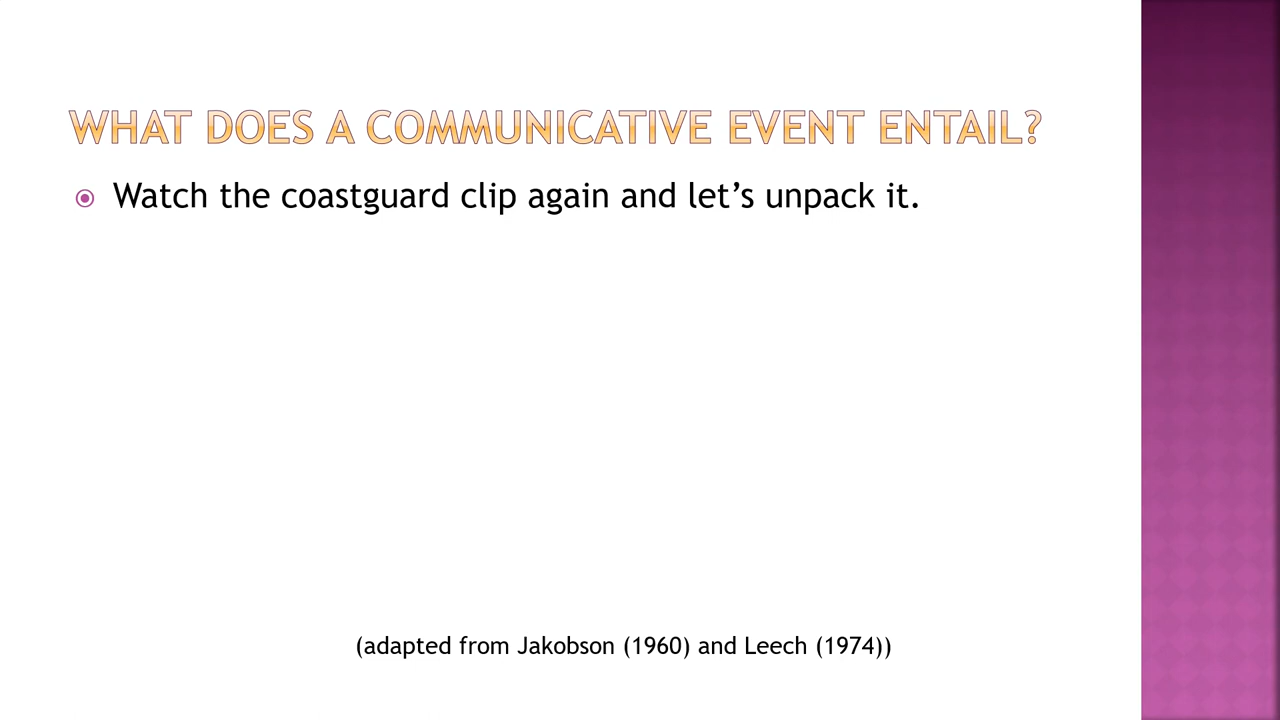 WHAT DOES A COMMUNICATIVE EVENT ENTAIL?
Watch the coastguard clip again and let’s unpack it.
(adapted from Jakobson (1960) and Leech (1974))